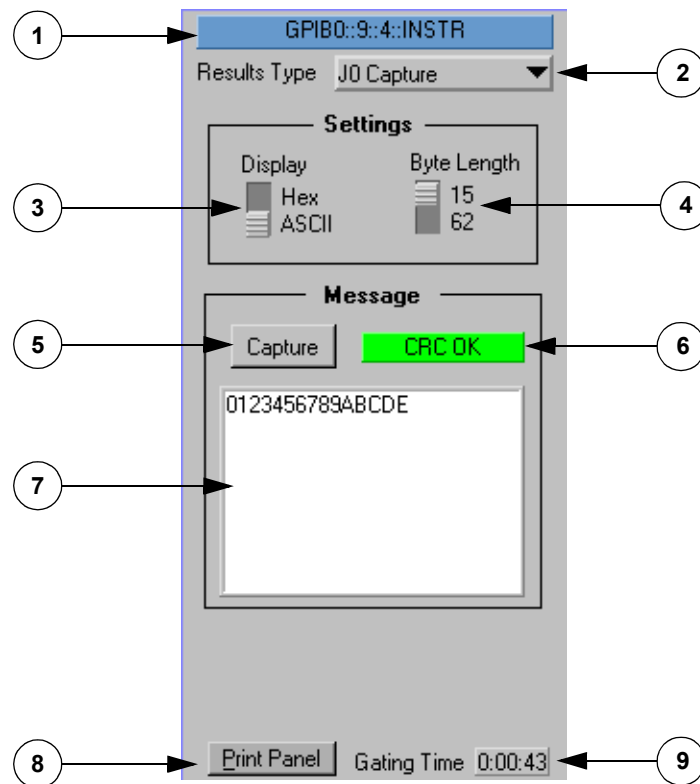 1
GPIB0::9::4::INSTR
Results Type J0 Capture
2
Settings
Display
Byte Length
3
Hex
ASCII
15
62
4
Message
5
Capture
CRC OK
6
0123456789ABCDE
7
8
Print Panel
Gating Time 0:00:43
9